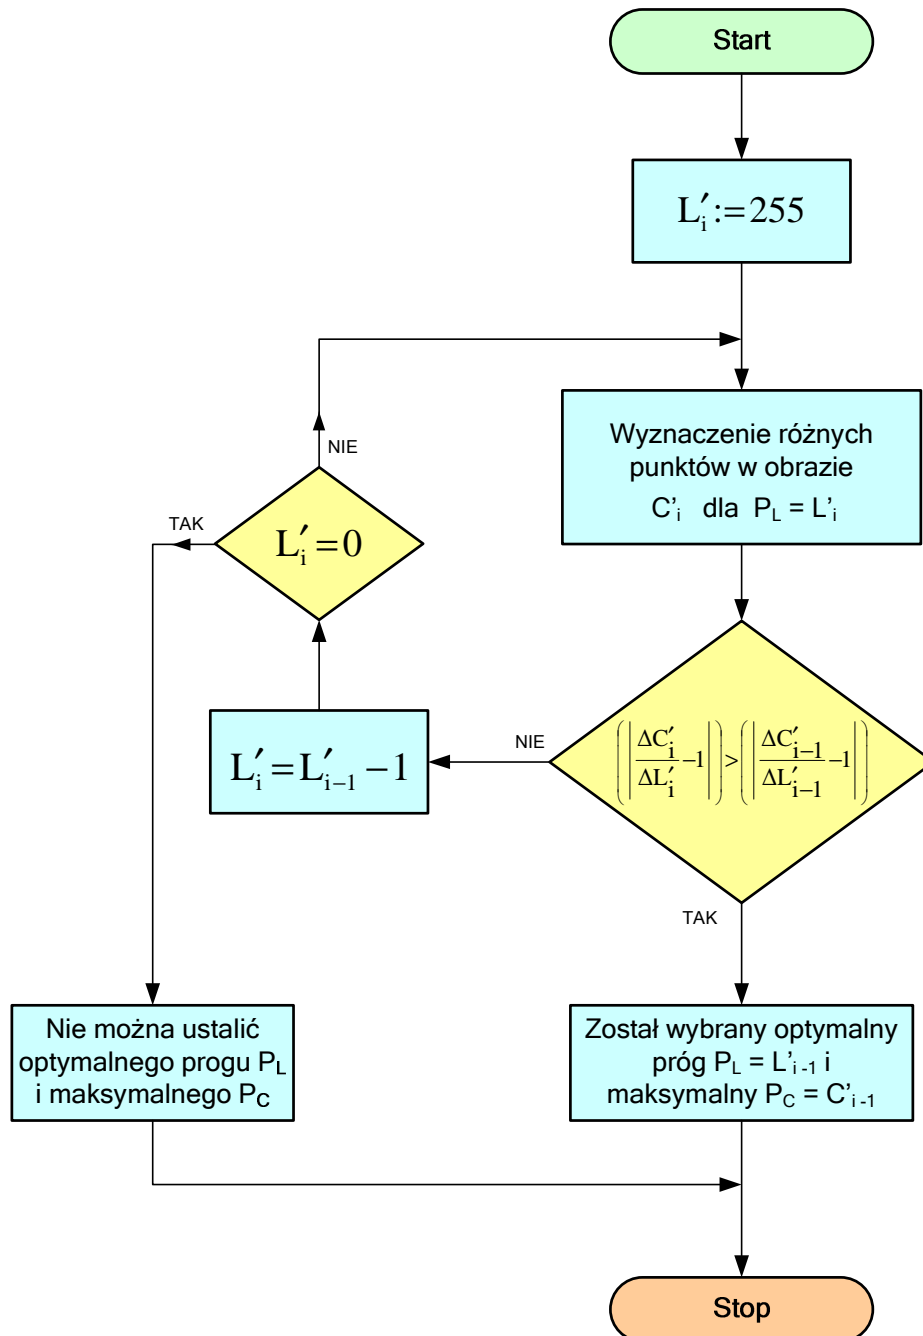 Start
L′i := 255
NIE
Wyznaczenie różnych
punktów w obrazie
C'i dla PL = L'i
TAK
L′i = 0
L′i = L′i−1 − 1
NIE
(|ΔC′i/ΔL′i − 1|) > (|ΔC′i−1/ΔL′i−1 − 1|)
TAK
Nie można ustalić
optymalnego progu PL
i maksymalnego PC
Został wybrany optymalny
próg PL = L'i -1 i
maksymalny PC = C'i -1
Stop